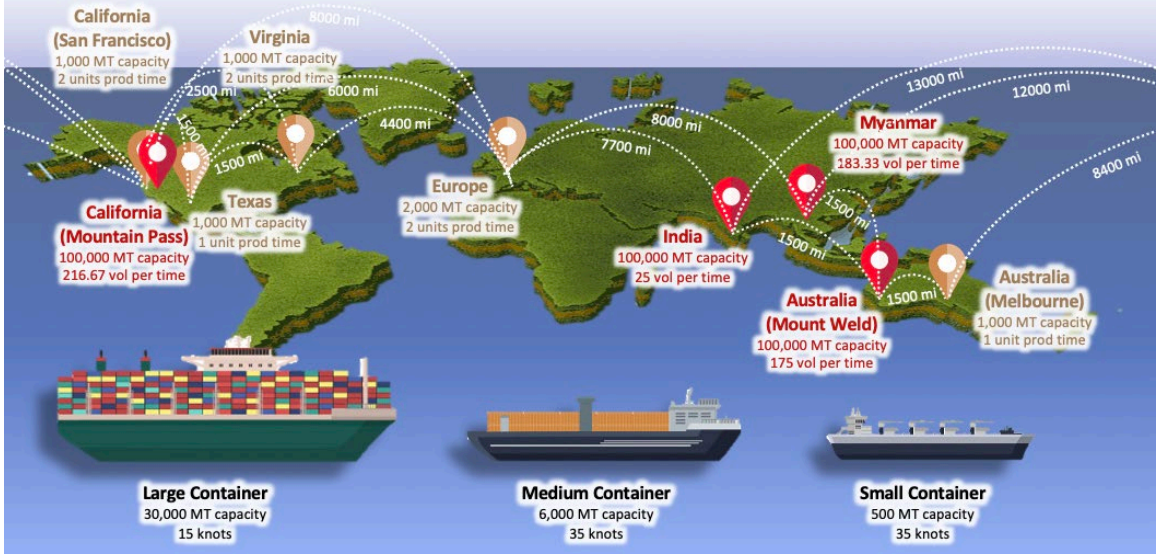 California
(San Francisco)
1,000 MT capacity
2 units prod time
Virginia
1,000 MT capacity
2 units prod time
8000 mi
2500 mi
6000 mi
1500 mi
1500 mi
4400 mi
8000 mi
7700 mi
13000 mi
12000 mi
8400 mi
Myanmar
100,000 MT capacity
183.33 vol per time
California
(Mountain Pass)
100,000 MT capacity
216.67 vol per time
Texas
1,000 MT capacity
1 unit prod time
Europe
2,000 MT capacity
2 units prod time
India
100,000 MT capacity
25 vol per time
1500 mi
1500 mi
1500 mi
Australia
(Mount Weld)
100,000 MT capacity
175 vol per time
Australia
(Melbourne)
1,000 MT capacity
1 unit prod time
Large Container
30,000 MT capacity
15 knots
Medium Container
6,000 MT capacity
35 knots
Small Container
500 MT capacity
35 knots